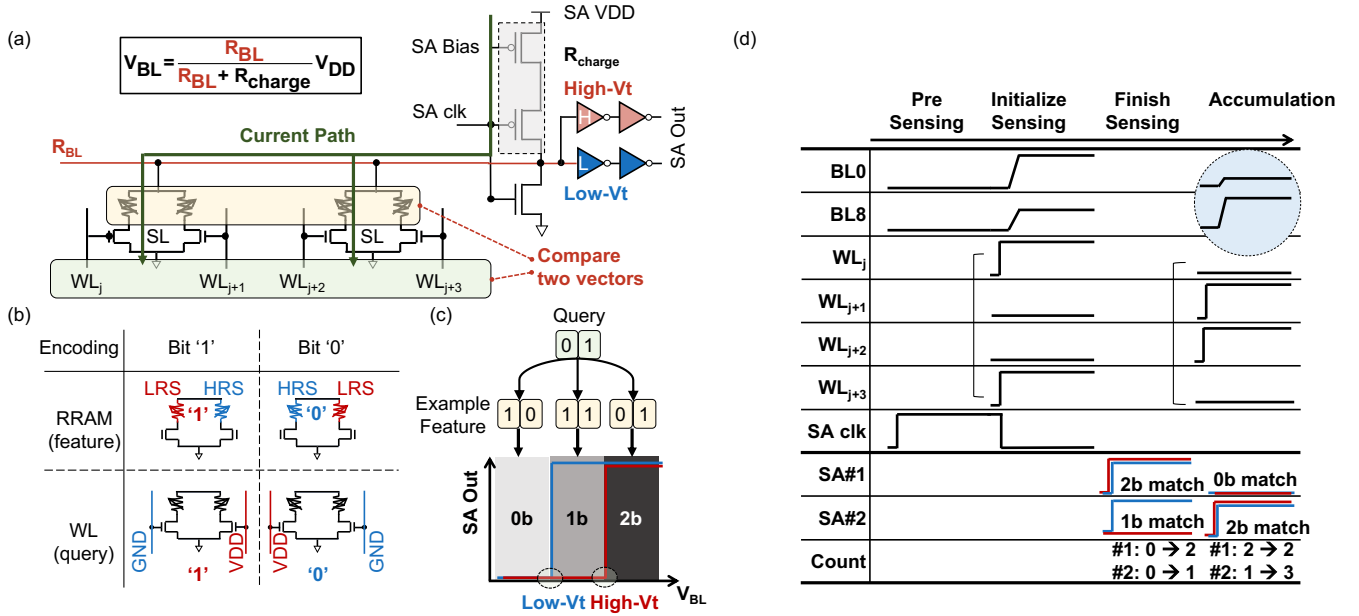 (a)
V_BL = R_BL / (R_BL + R_charge) V_DD
SA VDD
SA Bias
R_charge
High-Vt
SA clk
H
SA Out
Current Path
R_BL
L
Low-Vt
SL
SL
WL_j
WL_j+1
WL_j+2
WL_j+3
Compare
two vectors
(b)
Encoding
Bit ‘1’
Bit ‘0’
RRAM
(feature)
LRS
HRS
‘1’
HRS
LRS
‘0’
WL
(query)
GND
VDD
‘1’
VDD
GND
‘0’
(c)
Query
0 1
Example
Feature
1 0
1 1
0 1
SA Out
0b
1b
2b
V_BL
Low-Vt
High-Vt
(d)
Pre
Sensing
Initialize
Sensing
Finish
Sensing
Accumulation
BL0
BL8
WL_j
WL_j+1
WL_j+2
WL_j+3
SA clk
SA#1
2b match
0b match
SA#2
1b match
2b match
Count
#1: 0 → 2
#1: 2 → 2
#2: 0 → 1
#2: 1 → 3